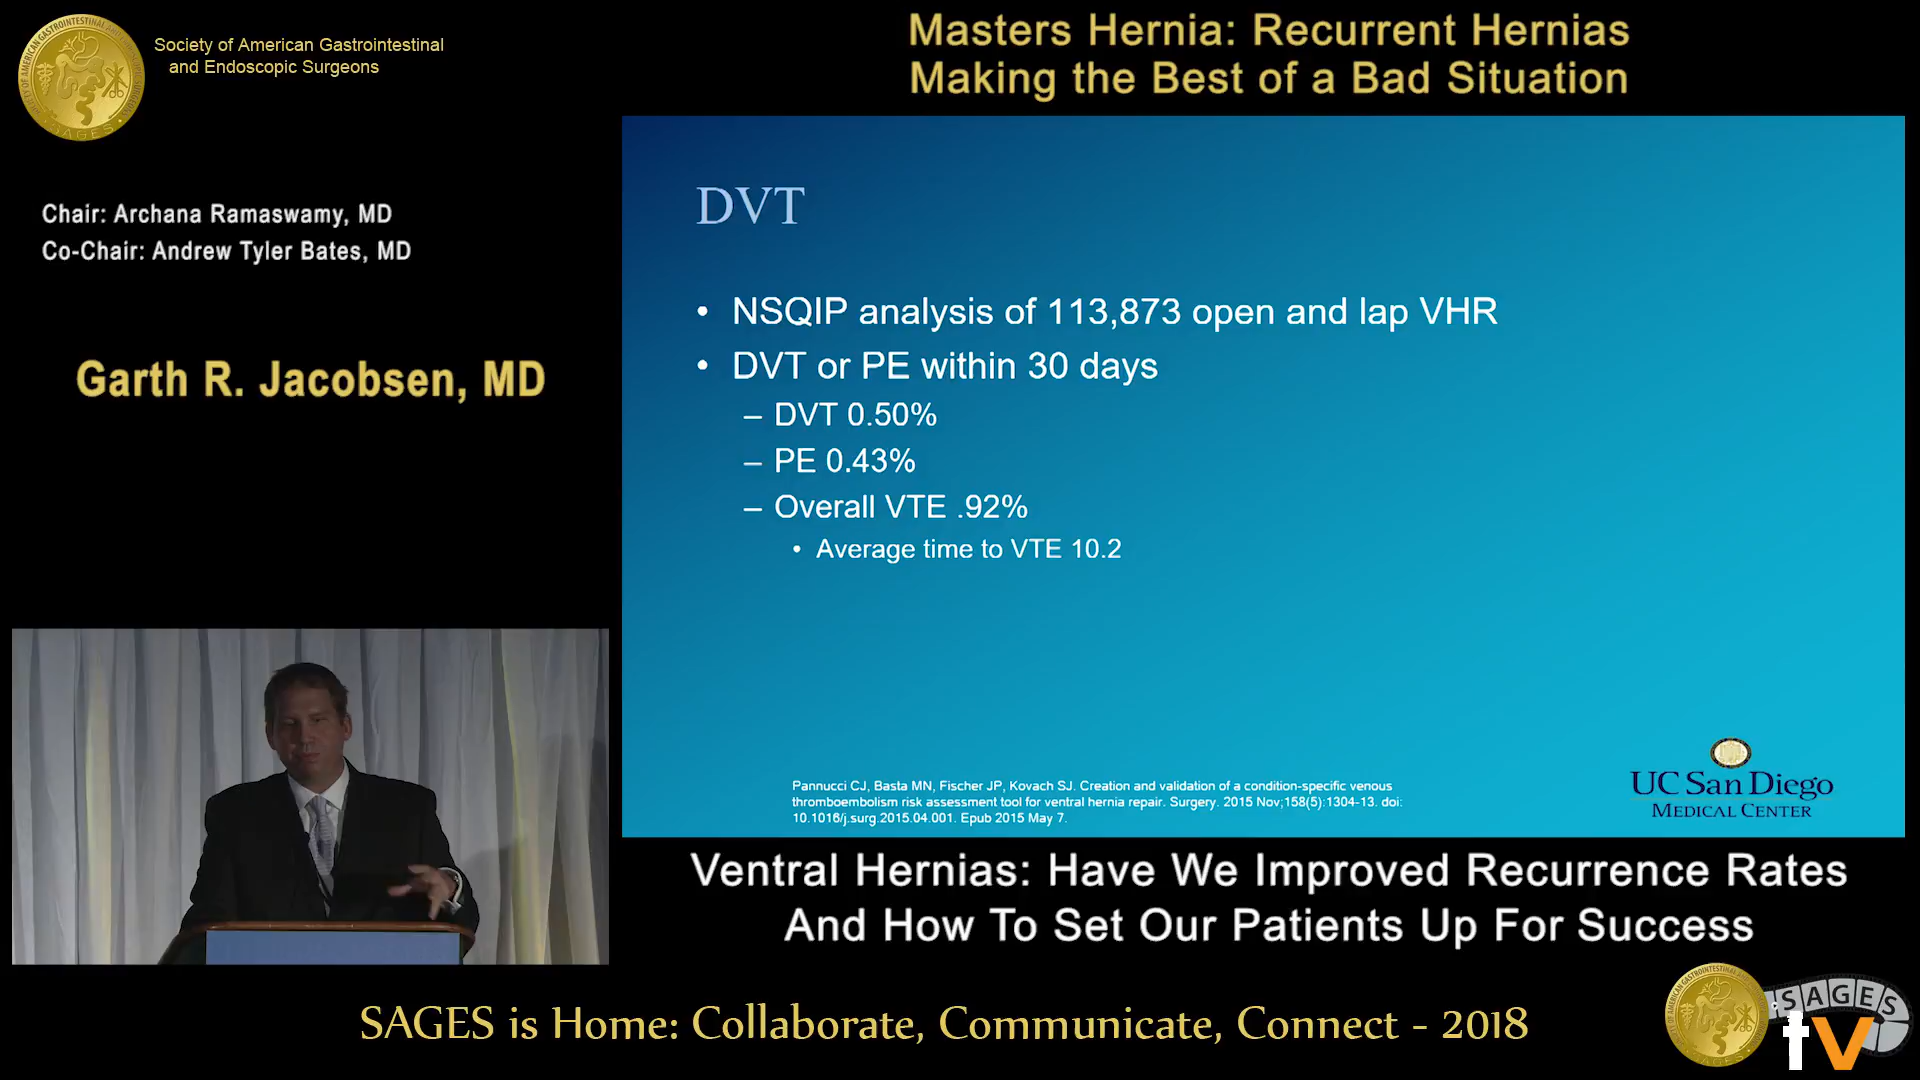 Society of American Gastrointestinal
and Endoscopic Surgeons
Masters Hernia: Recurrent Hernias
Making the Best of a Bad Situation
Chair: Archana Ramaswamy, MD
Co-Chair: Andrew Tyler Bates, MD
Garth R. Jacobsen, MD
DVT
• NSQIP analysis of 113,873 open and lap VHR
• DVT or PE within 30 days
– DVT 0.50%
– PE 0.43%
– Overall VTE .92%
• Average time to VTE 10.2
Pannucci CJ, Basta MN, Fischer JP, Kovach SJ. Creation and validation of a condition-specific venous
thromboembolism risk assessment tool for ventral hernia repair. Surgery. 2015 Nov;158(5):1304-13. doi:
10.1016/j.surg.2015.04.001. Epub 2015 May 7.
UC San Diego
MEDICAL CENTER
Ventral Hernias: Have We Improved Recurrence Rates
And How To Set Our Patients Up For Success
SAGES is Home: Collaborate, Communicate, Connect - 2018
SAGES
tv